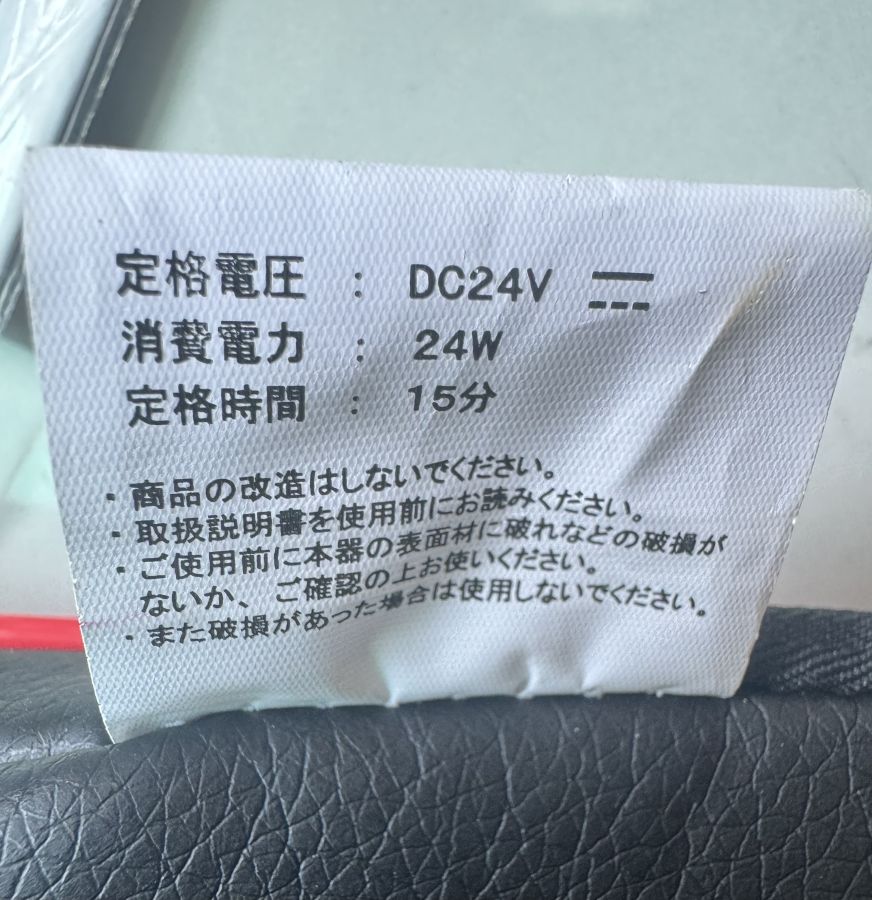 定格電圧 : DC24V ⎓
消費電力 : 24W
定格時間 : 15分
・商品の改造はしないでください。
・取扱説明書を使用前にお読みください。
・ご使用前に本器の表面材に破れなどの破損が
ないか、ご確認の上お使いください。
・また破損があった場合は使用しないでください。